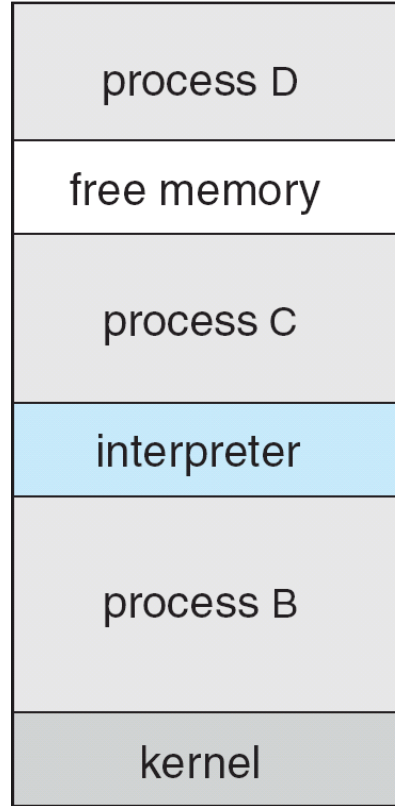 process D
free memory
process C
interpreter
process B
kernel